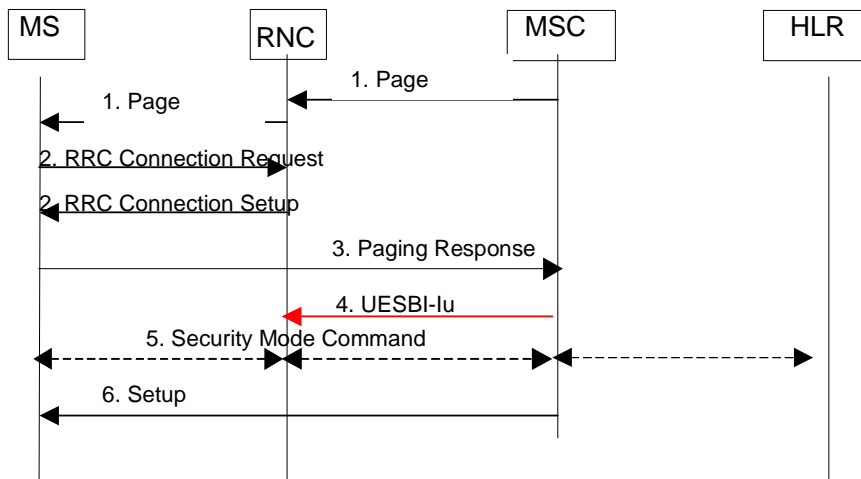 MS
RNC
MSC
HLR
1. Page
1. Page
2. RRC Connection Request
2. RRC Connection Setup
3. Paging Response
4. UESBI-Iu
5. Security Mode Command
6. Setup